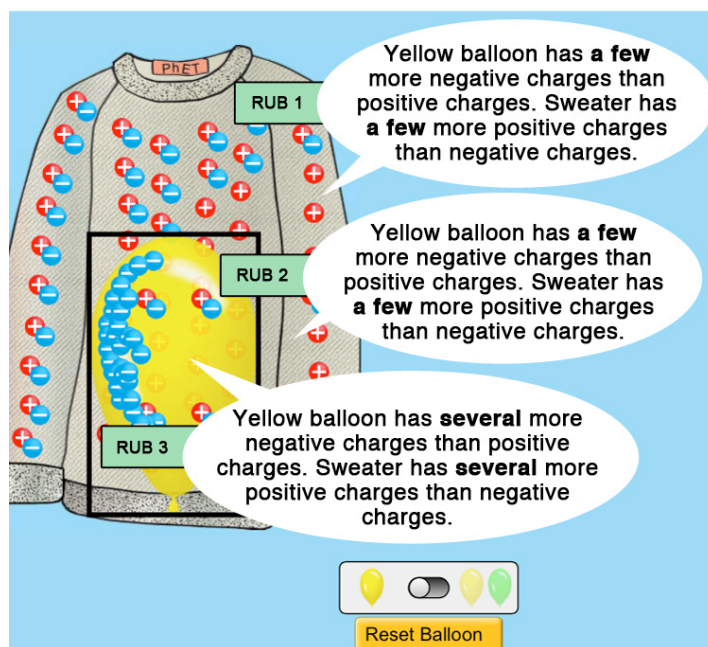 PhET
RUB 1
Yellow balloon has a few
more negative charges than
positive charges. Sweater has
a few more positive charges
than negative charges.
RUB 2
Yellow balloon has a few
more negative charges than
positive charges. Sweater has
a few more positive charges
than negative charges.
RUB 3
Yellow balloon has several more
negative charges than positive
charges. Sweater has several more
positive charges than negative
charges.
Reset Balloon